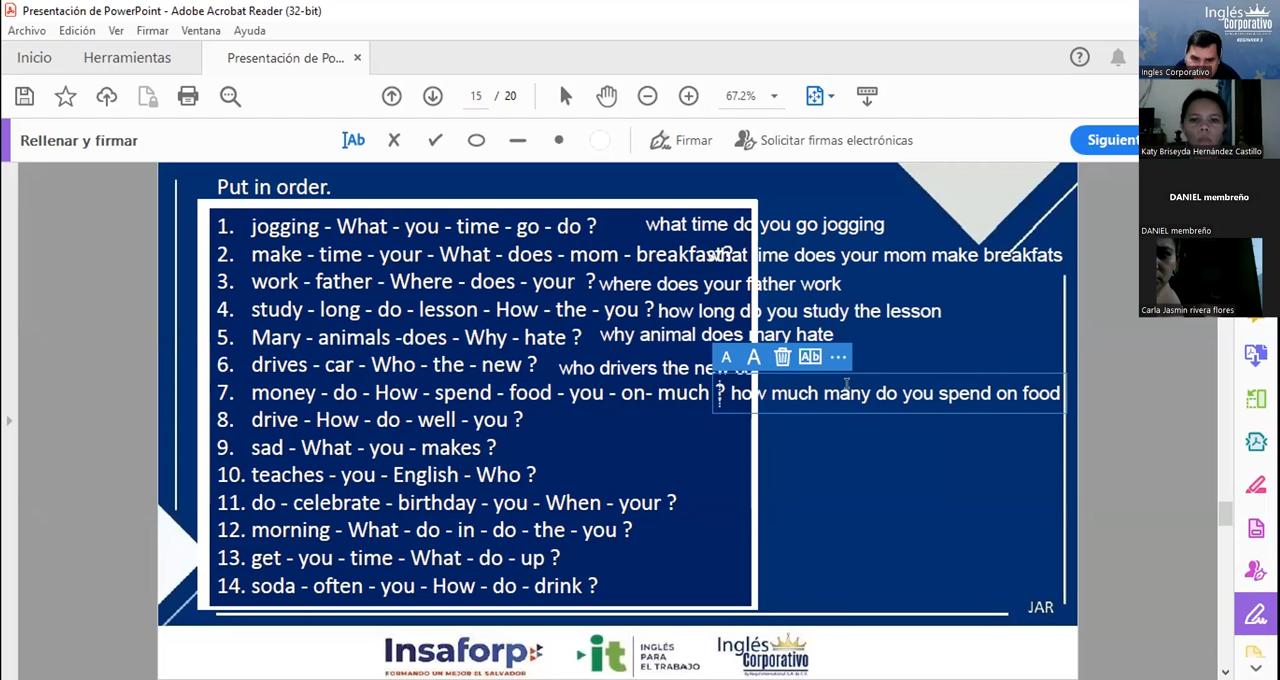 Presentación de PowerPoint - Adobe Acrobat Reader (32-bit)
Archivo Edición Ver Firmar Ventana Ayuda
Inicio Herramientas Presentación de Po... ×
15 / 20 67.2%
Rellenar y firmar Ab Firmar Solicitar firmas electrónicas Siguient
Put in order.
1. jogging - What - you - time - go - do ? what time do you go jogging
2. make - time - your - What - does - mom - breakfast? what time does your mom make breakfats
3. work - father - Where - does - your ? where does your father work
4. study - long - do - lesson - How - the - you ? how long do you study the lesson
5. Mary - animals -does - Why - hate ? why animal does mary hate
6. drives - car - Who - the - new ? who drivers the new
A A Ab ...
7. money - do - How - spend - food - you - on- much ? how much many do you spend on food
8. drive - How - do - well - you ?
9. sad - What - you - makes ?
10. teaches - you - English - Who ?
11. do - celebrate - birthday - you - When - your ?
12. morning - What - do - in - do - the - you ?
13. get - you - time - What - do - up ?
14. soda - often - you - How - do - drink ?
JAR
Insaforp
FORMANDO UN MEJOR EL SALVADOR
it INGLÉS PARA EL TRABAJO
Inglés Corporativo
Inglés Corporativo
BEGINNER 3
Ingles Corporativo
Katy Briseyda Hernández Castillo
DANIEL membreño
DANIEL membreño
Carla Jasmin rivera flores